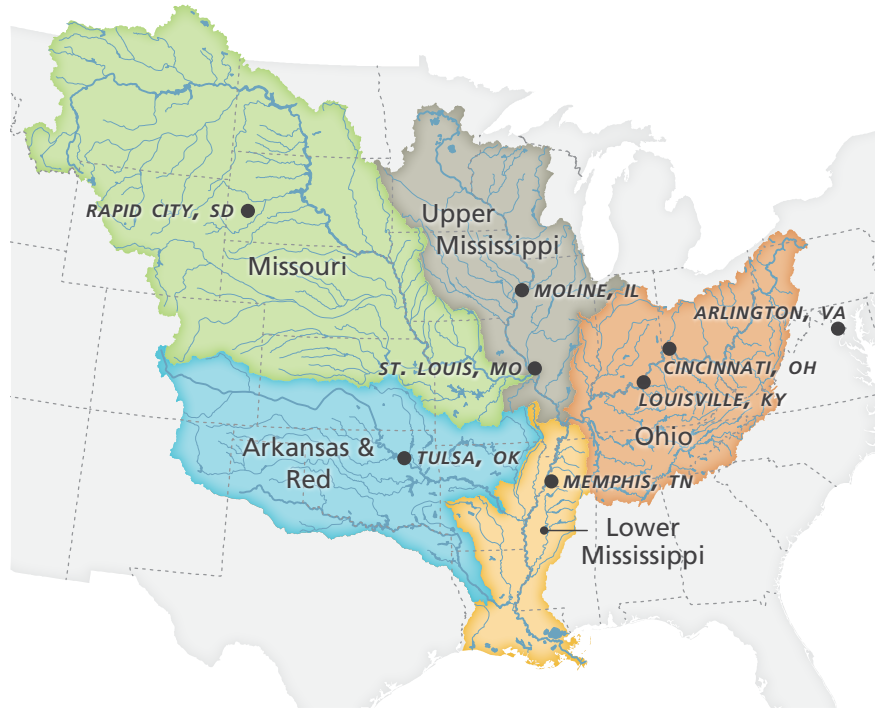 Upper
Mississippi
RAPID CITY, SD
Missouri
MOLINE, IL
ARLINGTON, VA
ST. LOUIS, MO
CINCINNATI, OH
LOUISVILLE, KY
Ohio
Arkansas &
Red
TULSA, OK
MEMPHIS, TN
Lower
Mississippi